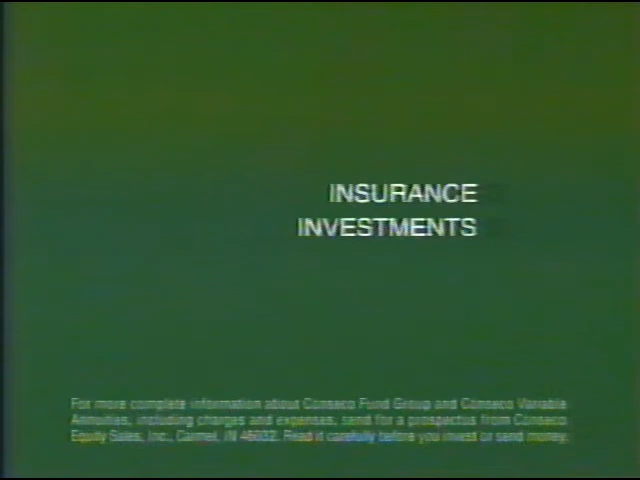 INSURANCE
INVESTMENTS
For more complete information about Conseco Fund Group and Conseco Variable
Annuities, including charges and expenses, send for a prospectus from Conseco
Equity Sales, Inc., Carmel, IN 46032. Read it carefully before you invest or send money.